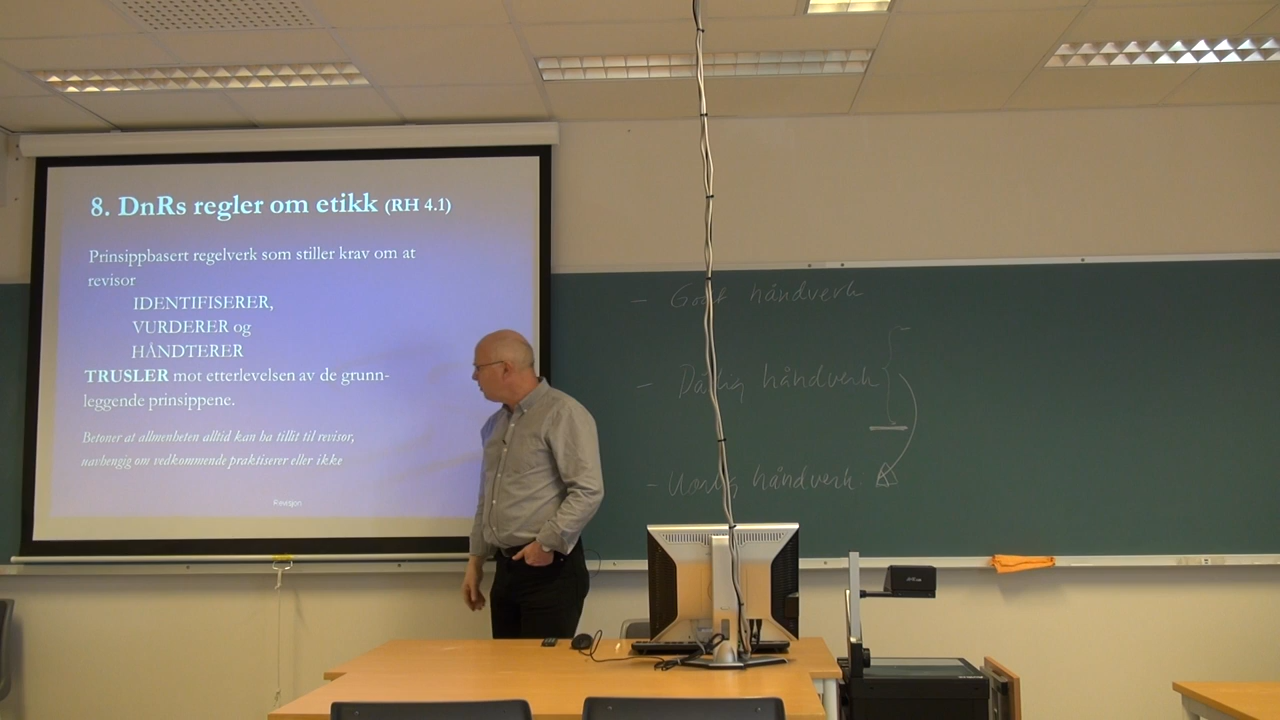 8. DnRs regler om etikk (RH 4.1)
Prinsippbasert regelverk som stiller krav om at
revisor
IDENTIFISERER,
VURDERER og
HÅNDTERER
TRUSLER mot etterlevelsen av de grunn-
leggende prinsippene.
Betoner at allmenheten alltid kan ha tillit til revisor,
uavhengig om vedkommende praktiserer eller ikke
Revisjon
- Godt håndverk
- Dårlig håndverk
- Uærlig håndverk